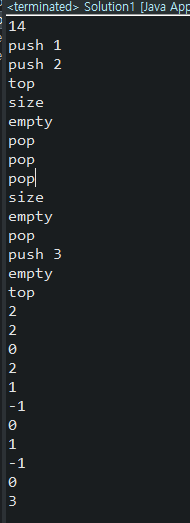 <terminated> Solution1 [Java App
14
push 1
push 2
top
size
empty
pop
pop
pop
size
empty
pop
push 3
empty
top
2
2
0
2
1
-1
0
1
-1
0
3